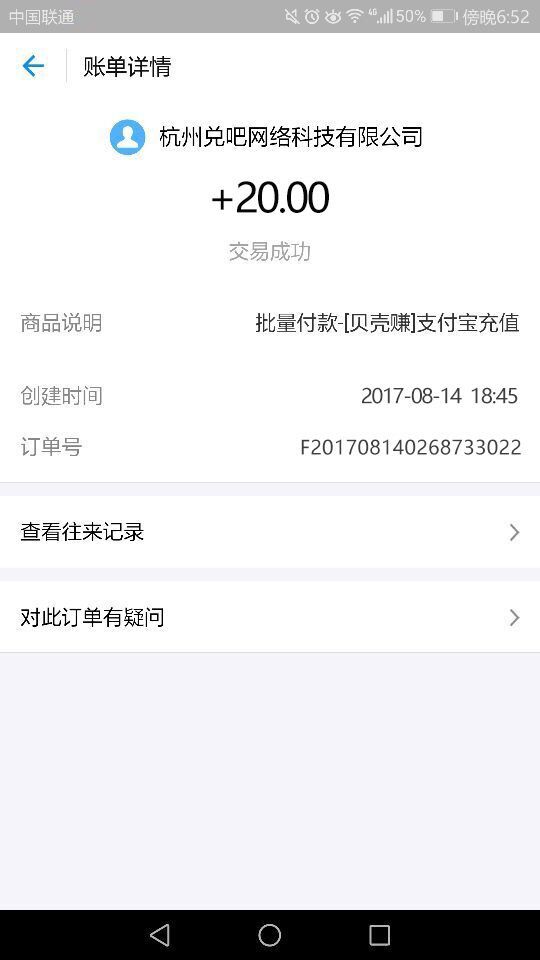 中国联通 4G 50% 傍晚6:52
账单详情
杭州兑吧网络科技有限公司
+20.00
交易成功
商品说明 批量付款-[贝壳赚]支付宝充值
创建时间 2017-08-14 18:45
订单号 F201708140268733022
查看往来记录
对此订单有疑问